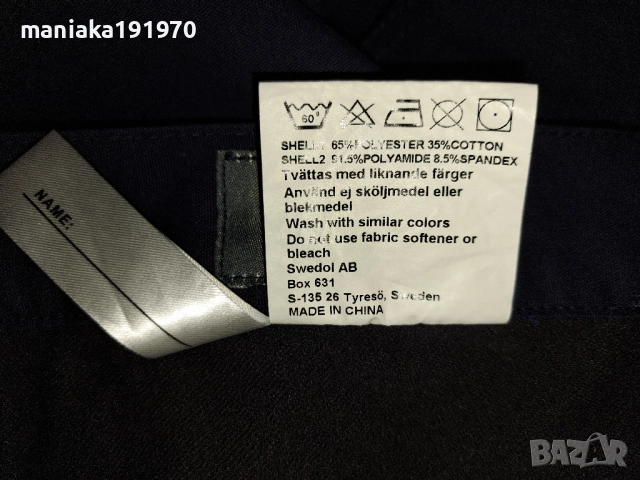 maniaka191970
60°
SHELL1 65%POLYESTER 35%COTTON
SHELL2 91.5%POLYAMIDE 8.5%SPANDEX
Tvättas med liknande färger
Använd ej sköljmedel eller
blekmedel
Wash with similar colors
Do not use fabric softener or
bleach
Swedol AB
Box 631
S-135 26 Tyresö, Sweden
MADE IN CHINA
NAME:
BAZAR